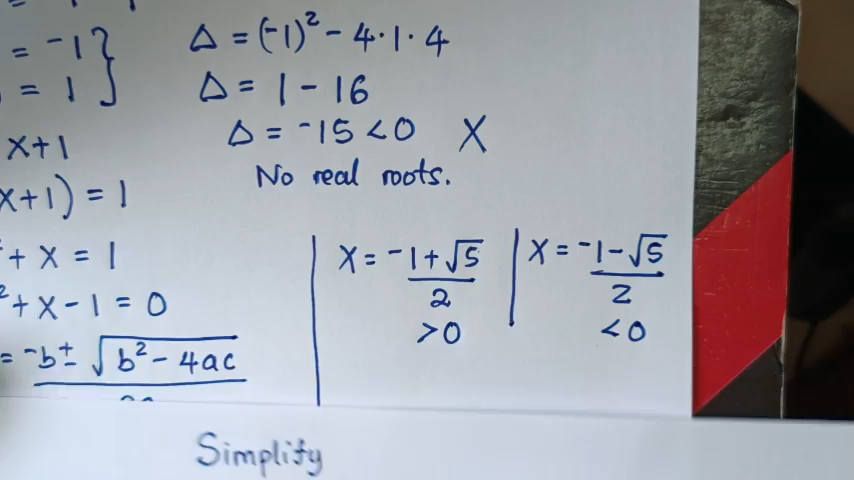 = -1}
= 1
x+1
x+1) = 1
+ x = 1
2 + x - 1 = 0
= -b ± √(b² - 4ac)
Δ = (-1)² - 4·1·4
Δ = 1 - 16
Δ = -15 < 0 X
No real roots.
x = (-1+√5)/2
>0
x = (-1-√5)/2
<0
Simplify